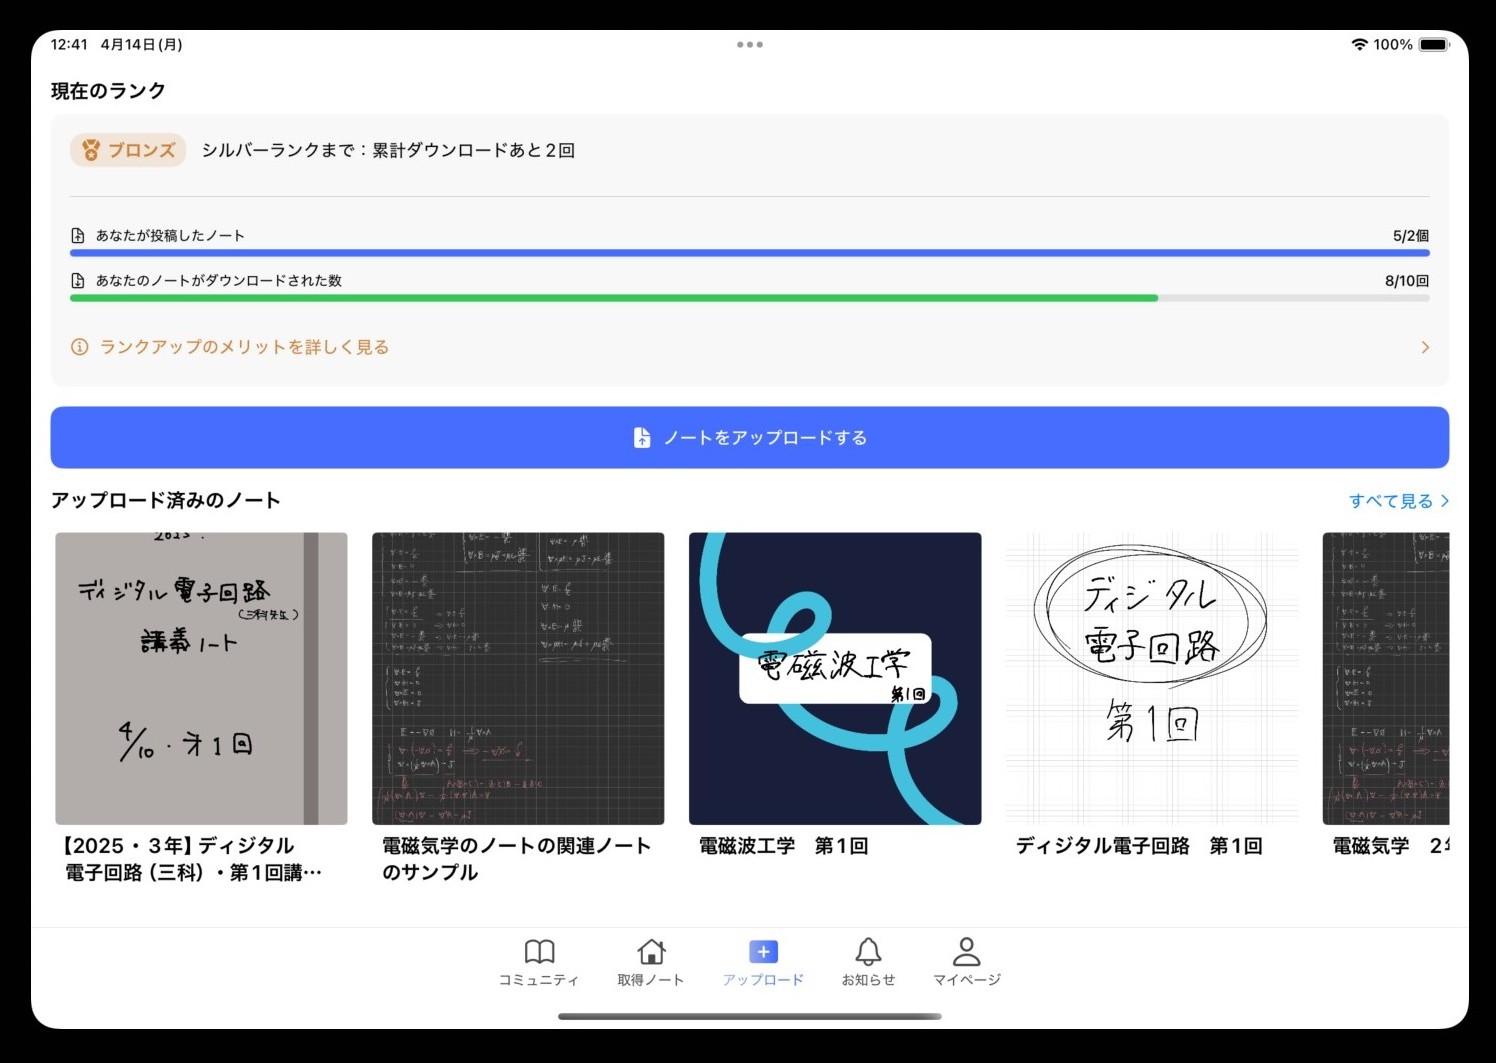 12:41 4月14日(月)
100%
現在のランク
ブロンズ
シルバーランクまで：累計ダウンロードあと2回
あなたが投稿したノート
5/2個
あなたのノートがダウンロードされた数
8/10回
ランクアップのメリットを詳しく見る
ノートをアップロードする
アップロード済みのノート
すべて見る
ディジタル電子回路
講義ノート
4/10・第1回
【2025・3年】ディジタル
電子回路（三科）・第1回講…
電磁気学のノートの関連ノート
のサンプル
電磁波工学
第1回
電磁波工学　第1回
ディジタル
電子回路
第1回
ディジタル電子回路　第1回
電磁気学　2
コミュニティ
取得ノート
アップロード
お知らせ
マイページ